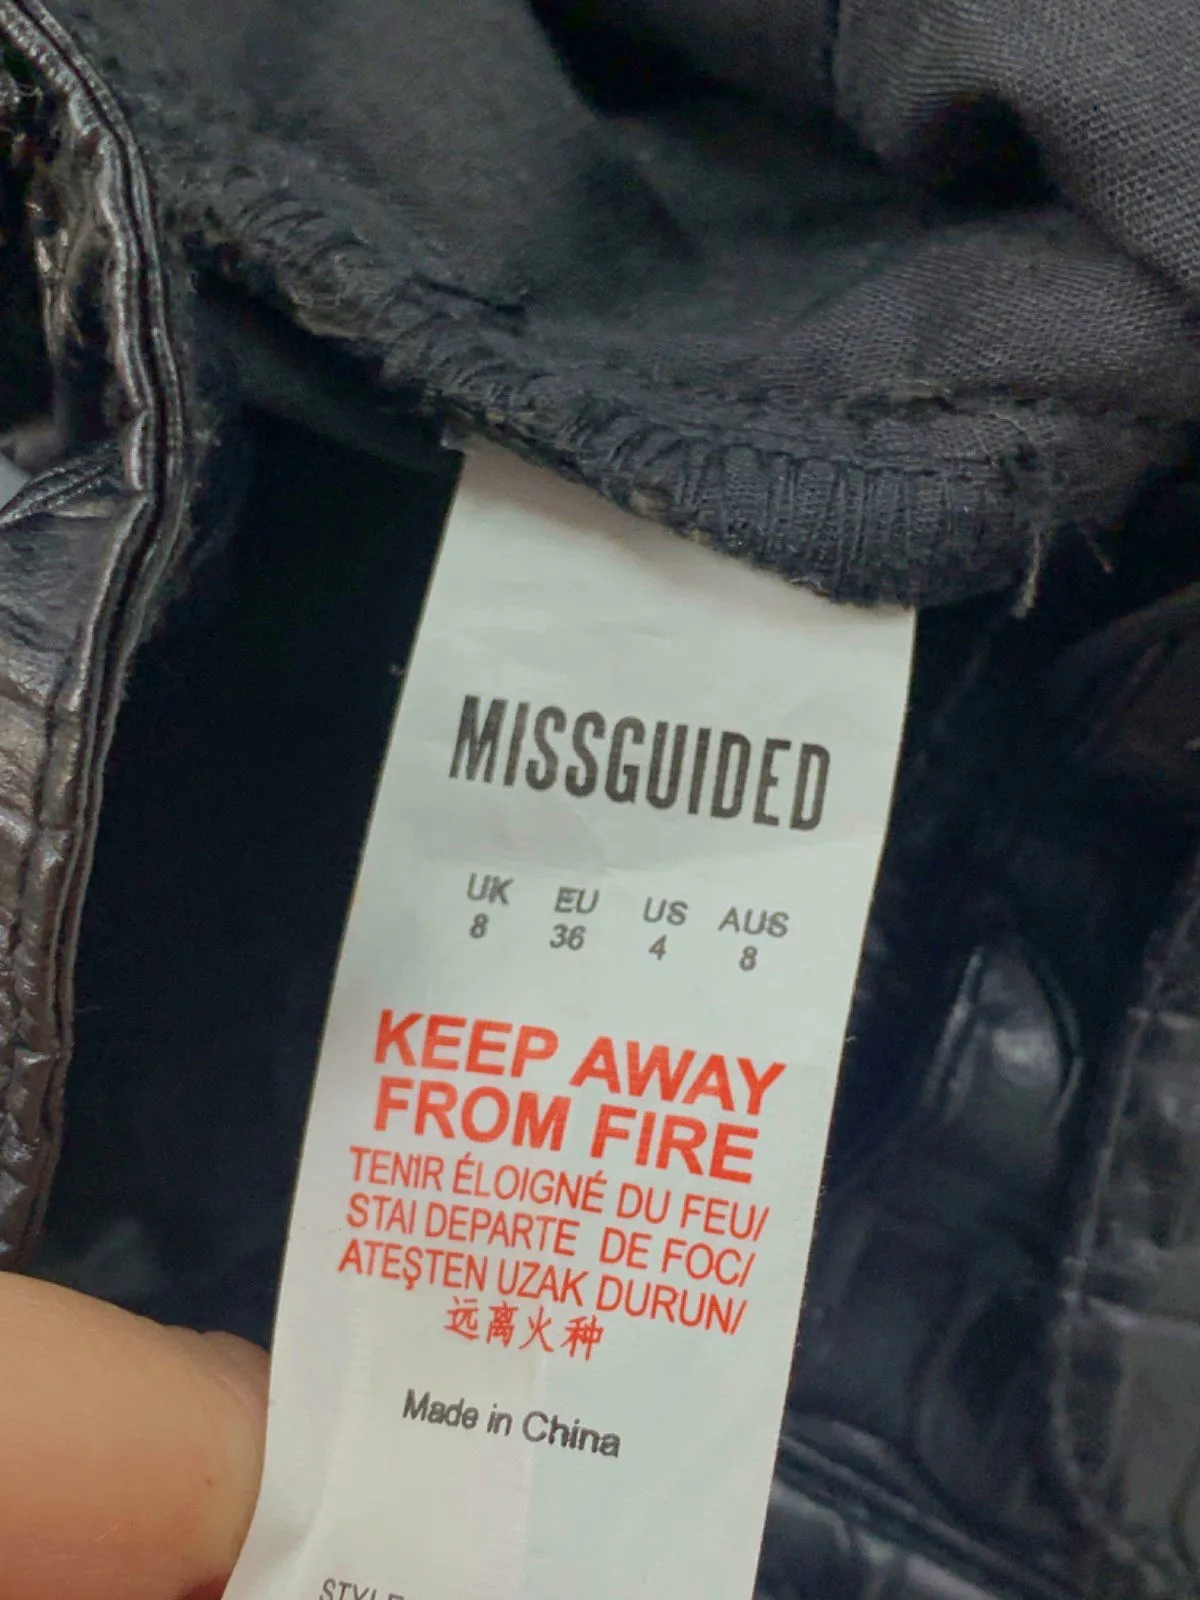 MISSGUIDED
UK EU US AUS
8 36 4 8
KEEP AWAY
FROM FIRE
TENIR ÉLOIGNÉ DU FEU/
STAI DEPARTE DE FOC/
ATEŞTEN UZAK DURUN/
远离火种
Made in China
STYLE